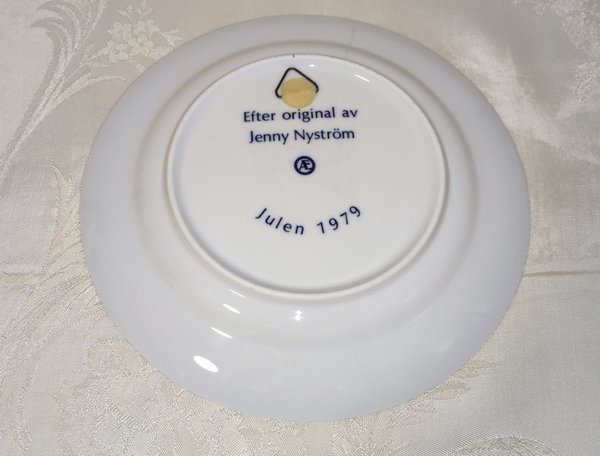 Efter original av
Jenny Nyström
Æ
Julen 1979